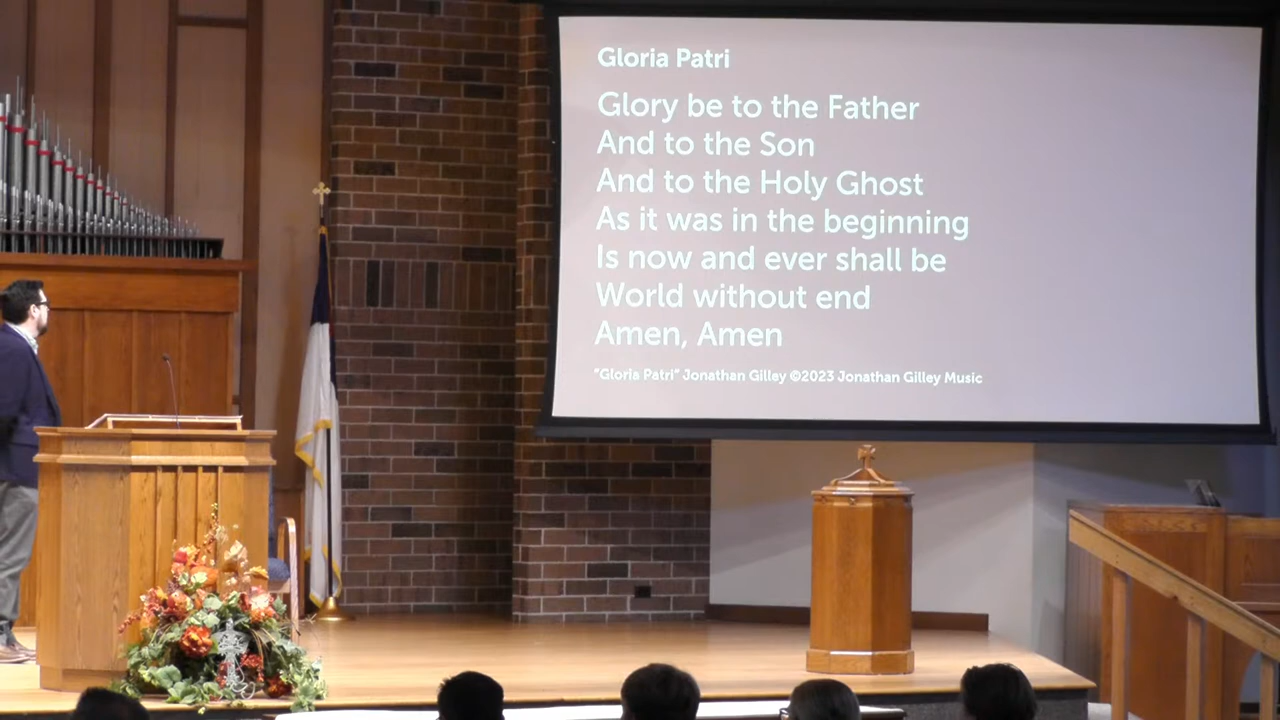 Gloria Patri
Glory be to the Father
And to the Son
And to the Holy Ghost
As it was in the beginning
Is now and ever shall be
World without end
Amen, Amen
"Gloria Patri" Jonathan Gilley ©2023 Jonathan Gilley Music